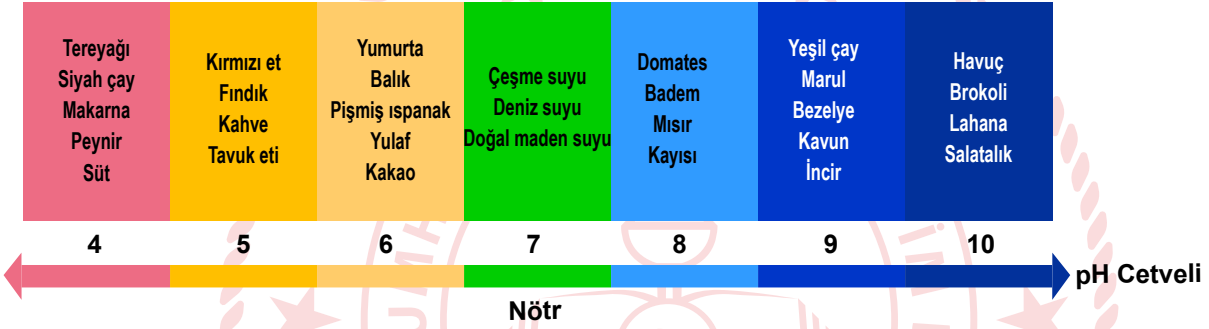 Tereyağı
Siyah çay
Makarna
Peynir
Süt
Kırmızı et
Fındık
Kahve
Tavuk eti
Yumurta
Balık
Pişmiş ıspanak
Yulaf
Kakao
Çeşme suyu
Deniz suyu
Doğal maden suyu
Domates
Badem
Mısır
Kayısı
Yeşil çay
Marul
Bezelye
Kavun
İncir
Havuç
Brokoli
Lahana
Salatalık
4 5 6 7 8 9 10
pH Cetveli
Nötr